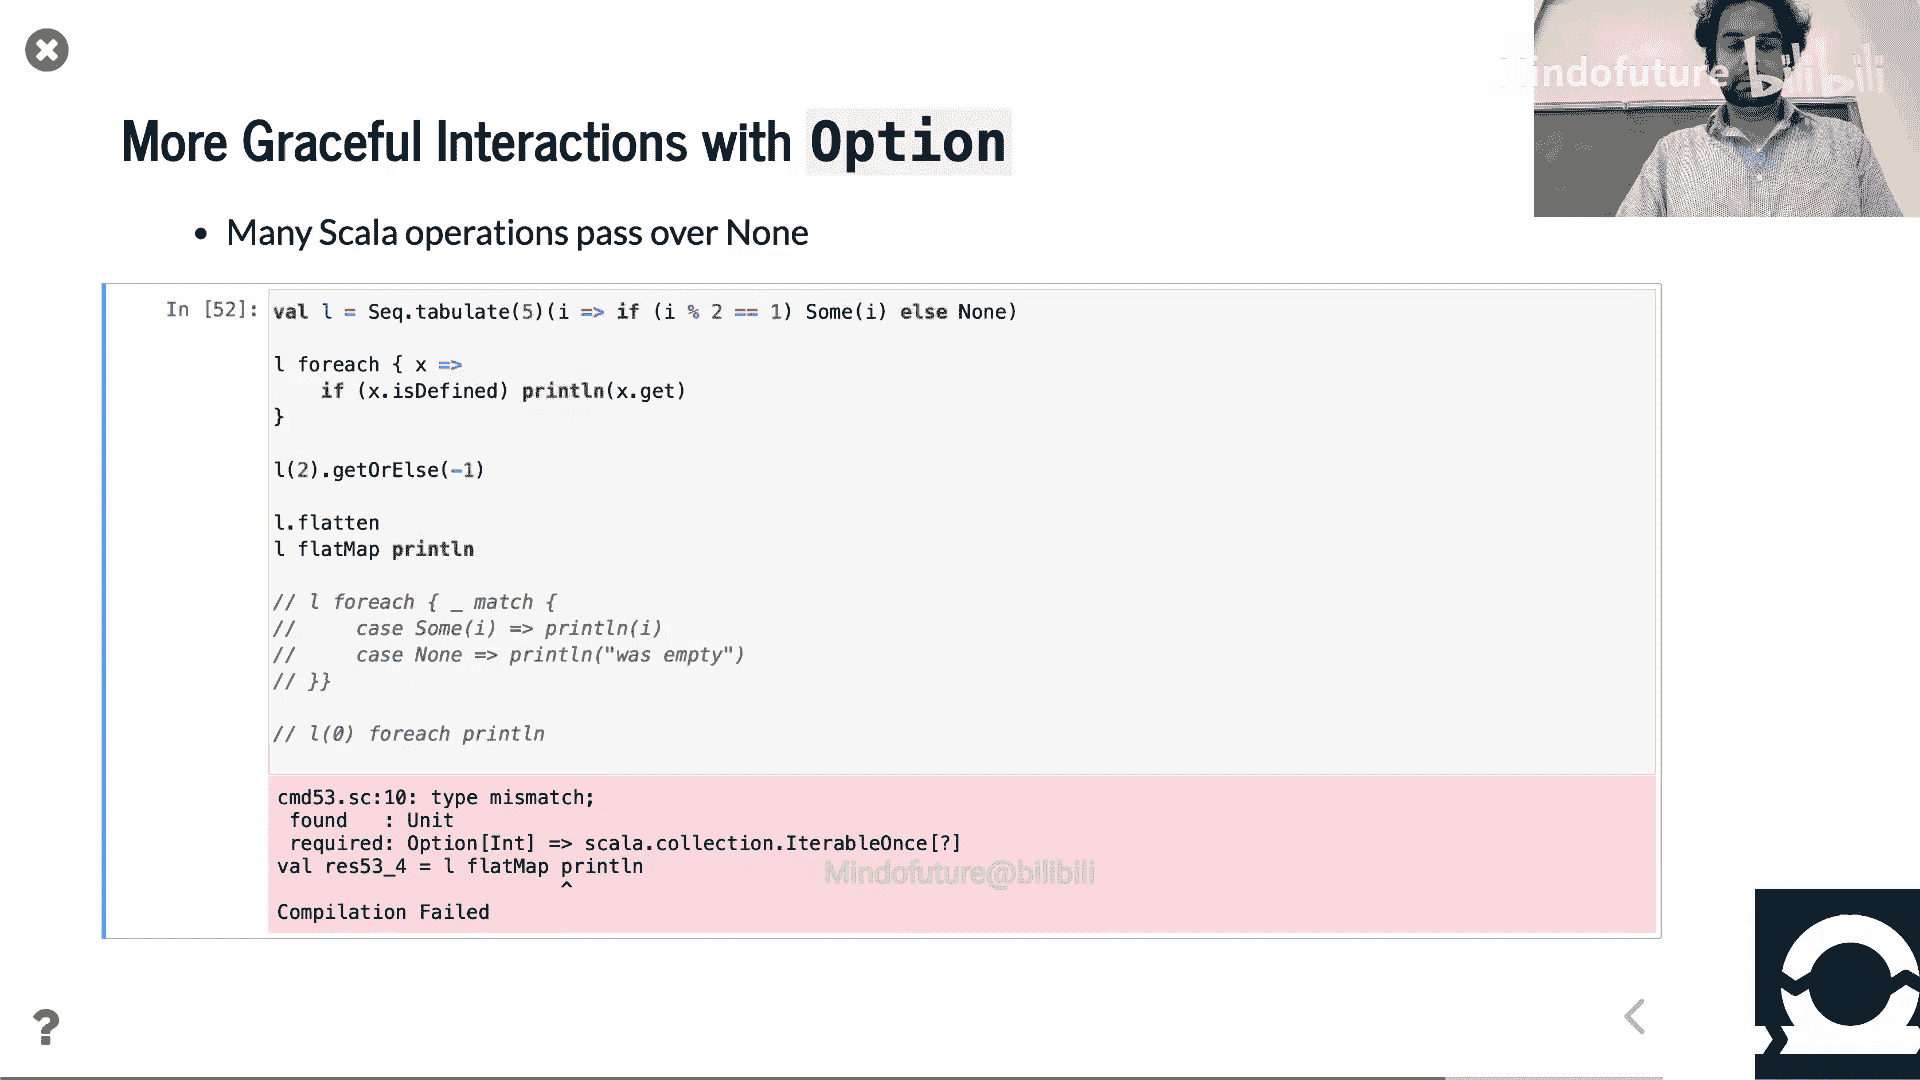 More Graceful Interactions with Option
Mindofuture bilibili
• Many Scala operations pass over None
In [52]:
val l = Seq.tabulate(5)(i => if (i % 2 == 1) Some(i) else None)
l foreach { x =>
    if (x.isDefined) println(x.get)
}
l(2).getOrElse(-1)
l.flatten
l flatMap println
// l foreach { _ match {
//     case Some(i) => println(i)
//     case None => println("was empty")
// }}
// l(0) foreach println
cmd53.sc:10: type mismatch;
 found   : Unit
 required: Option[Int] => scala.collection.IterableOnce[?]
val res53_4 = l flatMap println
                        ^
Compilation Failed
Mindofuture@bilibili
?